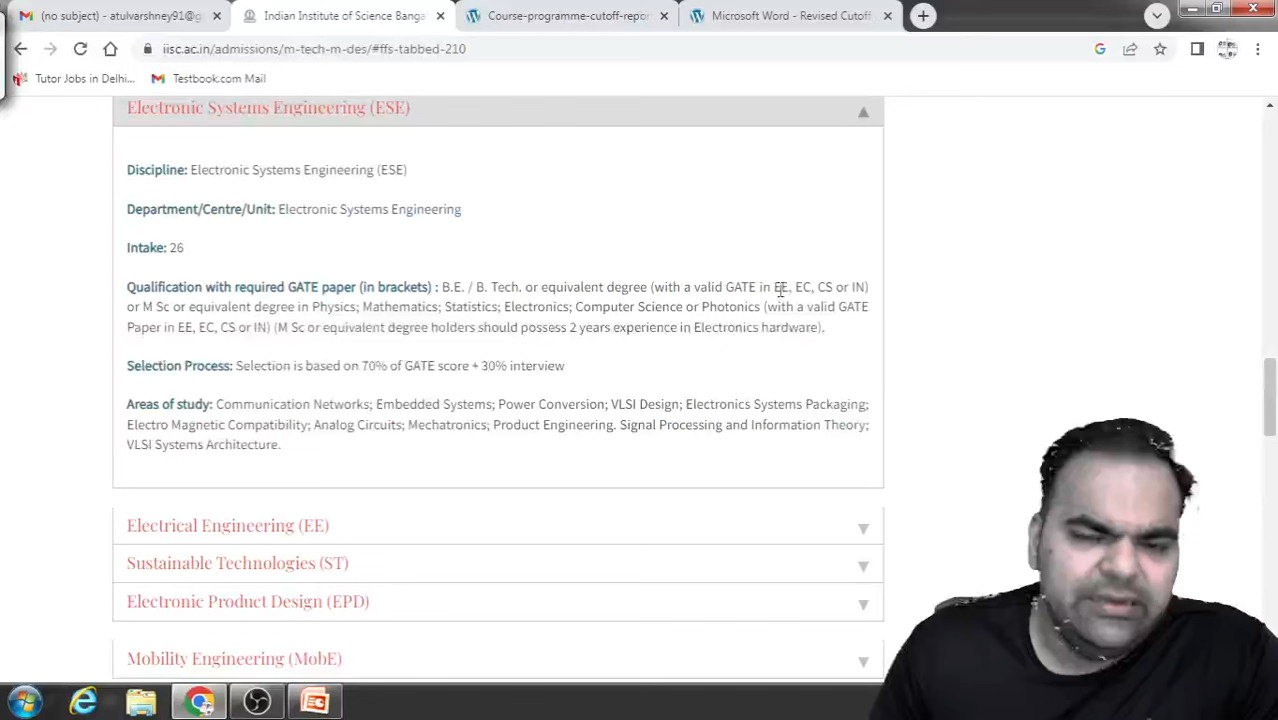 (no subject) - atulvarshney91@g
Indian Institute of Science Banga
Course-programme-cutoff-repor
Microsoft Word - Revised Cutoff
iisc.ac.in/admissions/m-tech-m-des/#ffs-tabbed-210
Tutor Jobs in Delhi...
Testbook.com Mail
Electronic Systems Engineering (ESE)
Discipline: Electronic Systems Engineering (ESE)
Department/Centre/Unit: Electronic Systems Engineering
Intake: 26
Qualification with required GATE paper (in brackets) : B.E. / B. Tech. or equivalent degree (with a valid GATE in EE, EC, CS or IN)
or M Sc or equivalent degree in Physics; Mathematics; Statistics; Electronics; Computer Science or Photonics (with a valid GATE
Paper in EE, EC, CS or IN) (M Sc or equivalent degree holders should possess 2 years experience in Electronics hardware).
Selection Process: Selection is based on 70% of GATE score + 30% interview
Areas of study: Communication Networks; Embedded Systems; Power Conversion; VLSI Design; Electronics Systems Packaging;
Electro Magnetic Compatibility; Analog Circuits; Mechatronics; Product Engineering. Signal Processing and Information Theory;
VLSI Systems Architecture.
Electrical Engineering (EE)
Sustainable Technologies (ST)
Electronic Product Design (EPD)
Mobility Engineering (MobE)